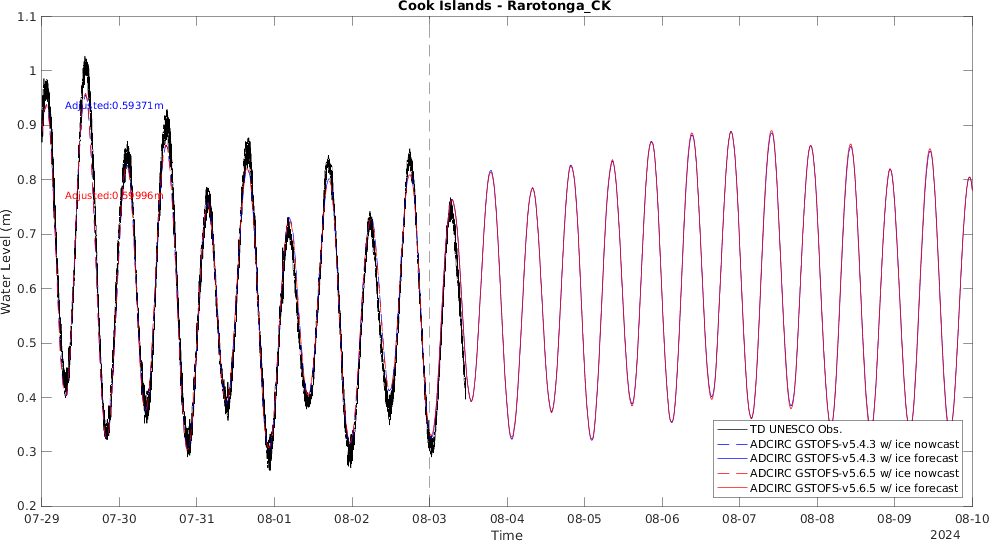 Cook Islands - Rarotonga_CK
1.1
1
0.9
0.8
0.7
0.6
0.5
0.4
0.3
0.2
Water Level (m)
Adjusted:0.59371m
Adjusted:0.59996m
TD UNESCO Obs.
ADCIRC GSTOFS-v5.4.3 w/ ice nowcast
ADCIRC GSTOFS-v5.4.3 w/ ice forecast
ADCIRC GSTOFS-v5.6.5 w/ ice nowcast
ADCIRC GSTOFS-v5.6.5 w/ ice forecast
07-29 07-30 07-31 08-01 08-02 08-03 08-04 08-05 08-06 08-07 08-08 08-09 08-10
Time
2024